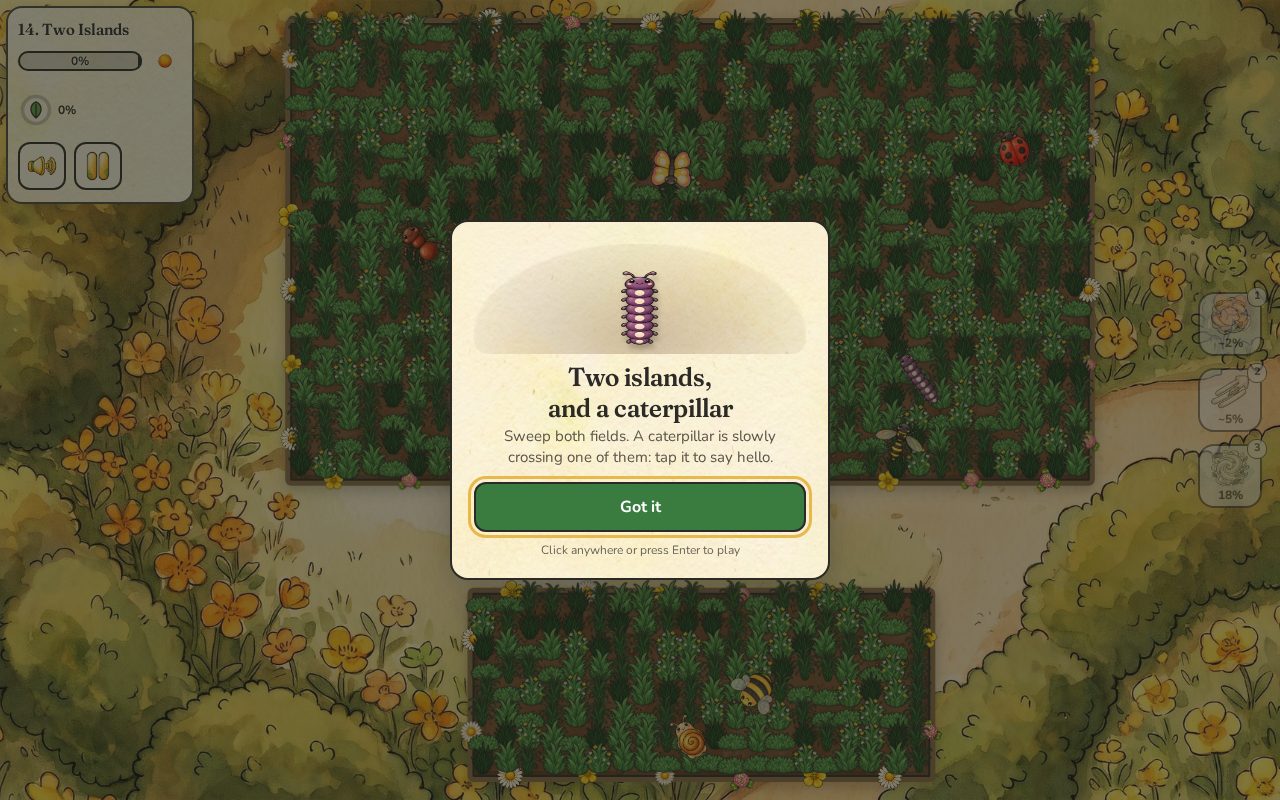 14. Two Islands
0%
0%
Two islands,
and a caterpillar
Sweep both fields. A caterpillar is slowly
crossing one of them: tap it to say hello.
Got it
Click anywhere or press Enter to play
1
~2%
2
~5%
3
18%